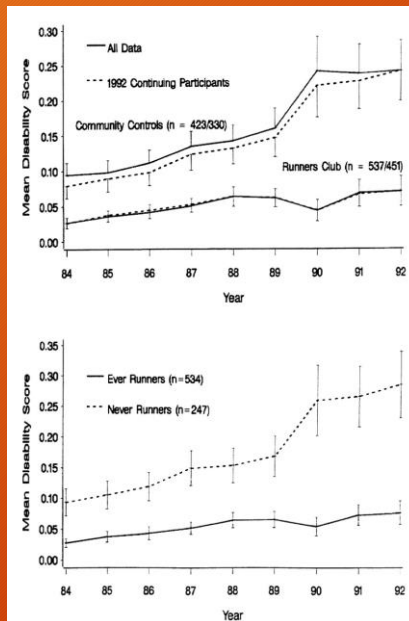 0.30
All Data
0.25
1992 Continuing Participants
0.20
Community Controls (n = 423/330)
0.15
Runners Club (n = 537/451)
0.10
0.05
0.00
Mean Disability Score
84 85 86 87 88 89 90 91 92
Year
0.35
Ever Runners (n=534)
0.30
Never Runners (n=247)
0.25
0.20
0.15
0.10
0.05
0.00
Mean Disability Score
84 85 86 87 88 89 90 91 92
Year